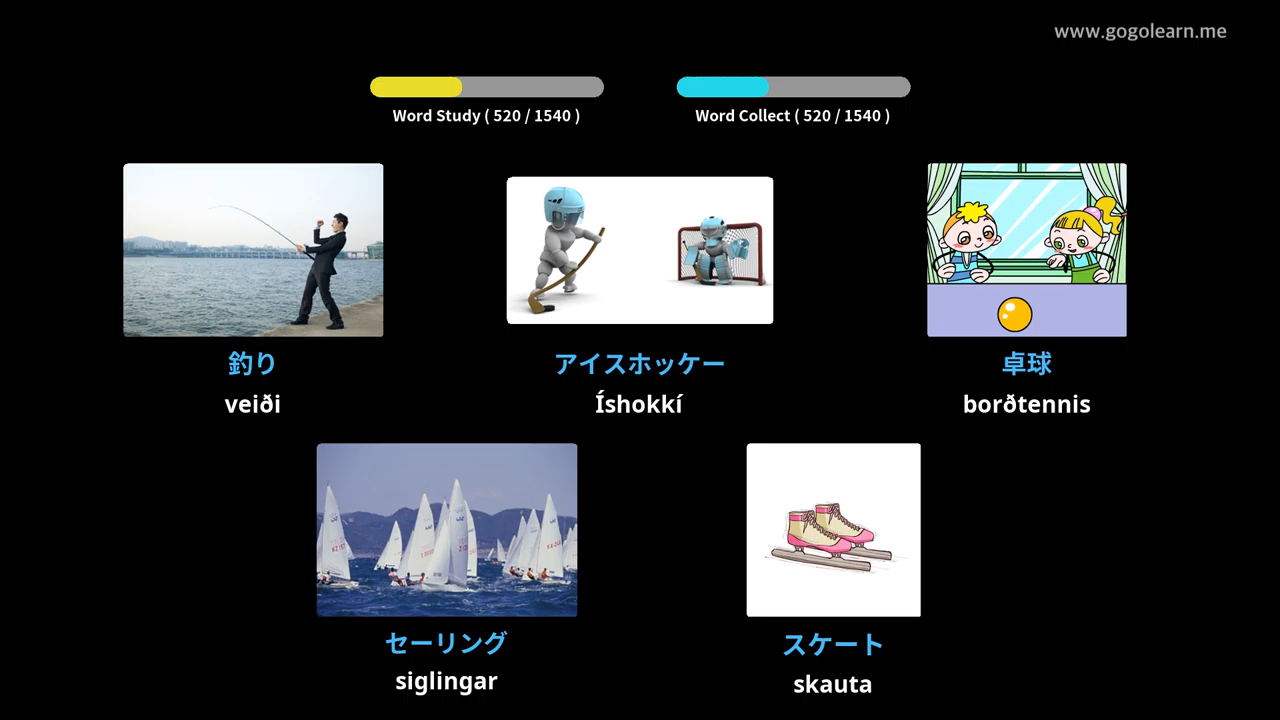 www.gogolearn.me
Word Study ( 520 / 1540 )
Word Collect ( 520 / 1540 )
釣り
veiði
アイスホッケー
Íshokkí
卓球
borðtennis
セーリング
siglingar
スケート
skauta